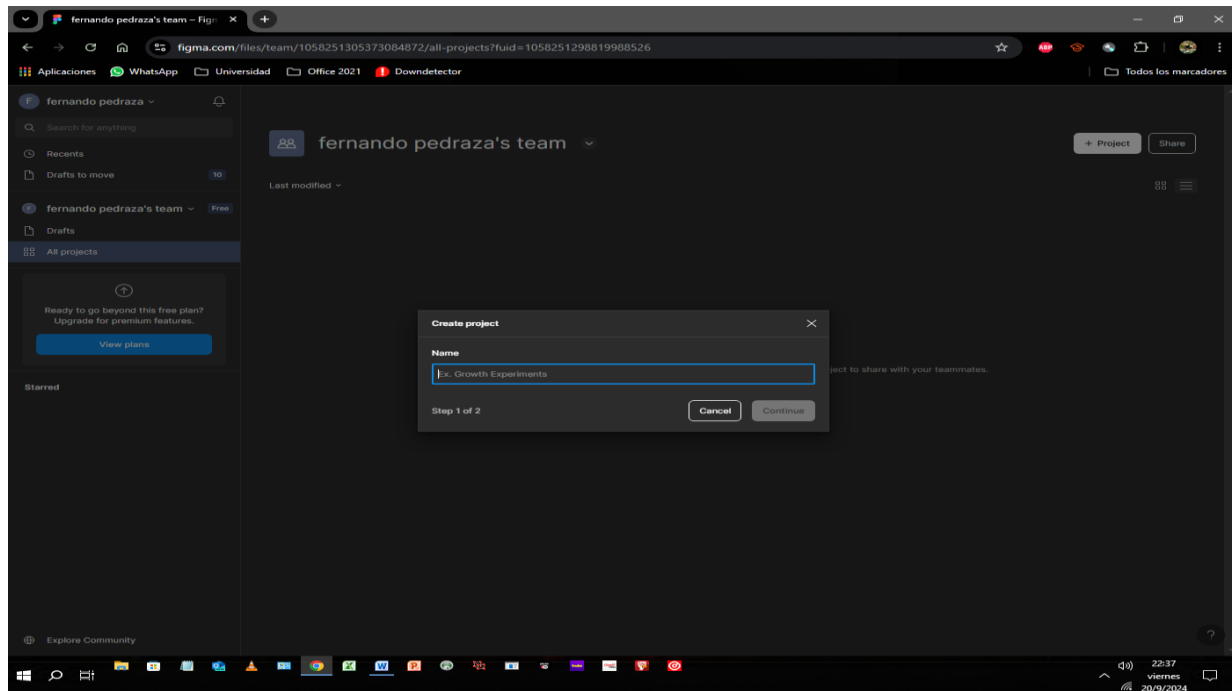 fernando pedraza's team – Figm
figma.com/files/team/1058251305373084872/all-projects?fuid=1058251298819988526
ABP
Aplicaciones WhatsApp Universidad Office 2021 Downdetector Todos los marcadores
F fernando pedraza
Search for anything
Recents
Drafts to move 10
F fernando pedraza's team Free
Drafts
All projects
Ready to go beyond this free plan?
Upgrade for premium features.
View plans
Starred
Explore Community
fernando pedraza's team
+ Project Share
Last modified
ject to share with your teammates.
Create project
Name
Ex. Growth Experiments
Step 1 of 2 Cancel Continue
?
22:37
viernes
20/9/2024